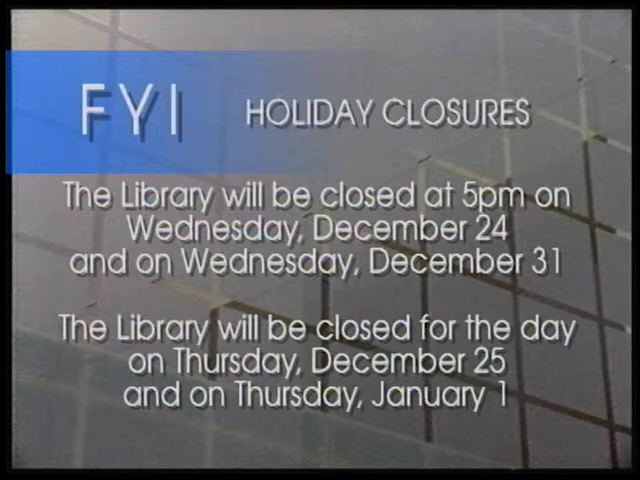 FYI HOLIDAY CLOSURES
The Library will be closed at 5pm on
Wednesday, December 24
and on Wednesday, December 31
The Library will be closed for the day
on Thursday, December 25
and on Thursday, January 1